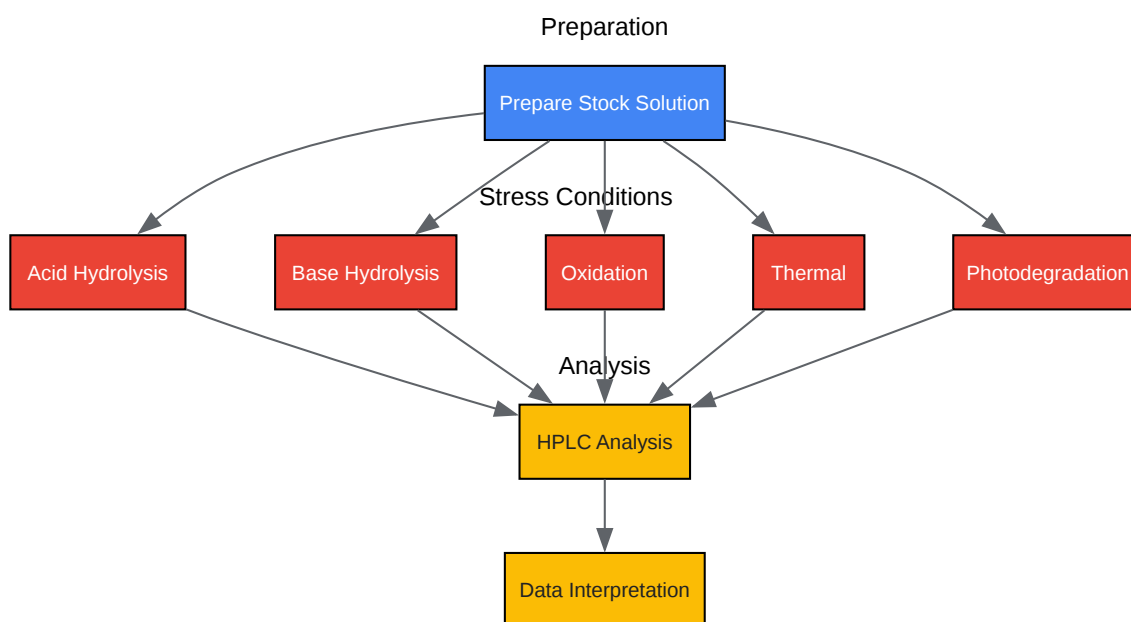 Preparation
Prepare Stock Solution
Stress Conditions
Acid Hydrolysis
Base Hydrolysis
Oxidation
Thermal
Photodegradation
Analysis
HPLC Analysis
Data Interpretation